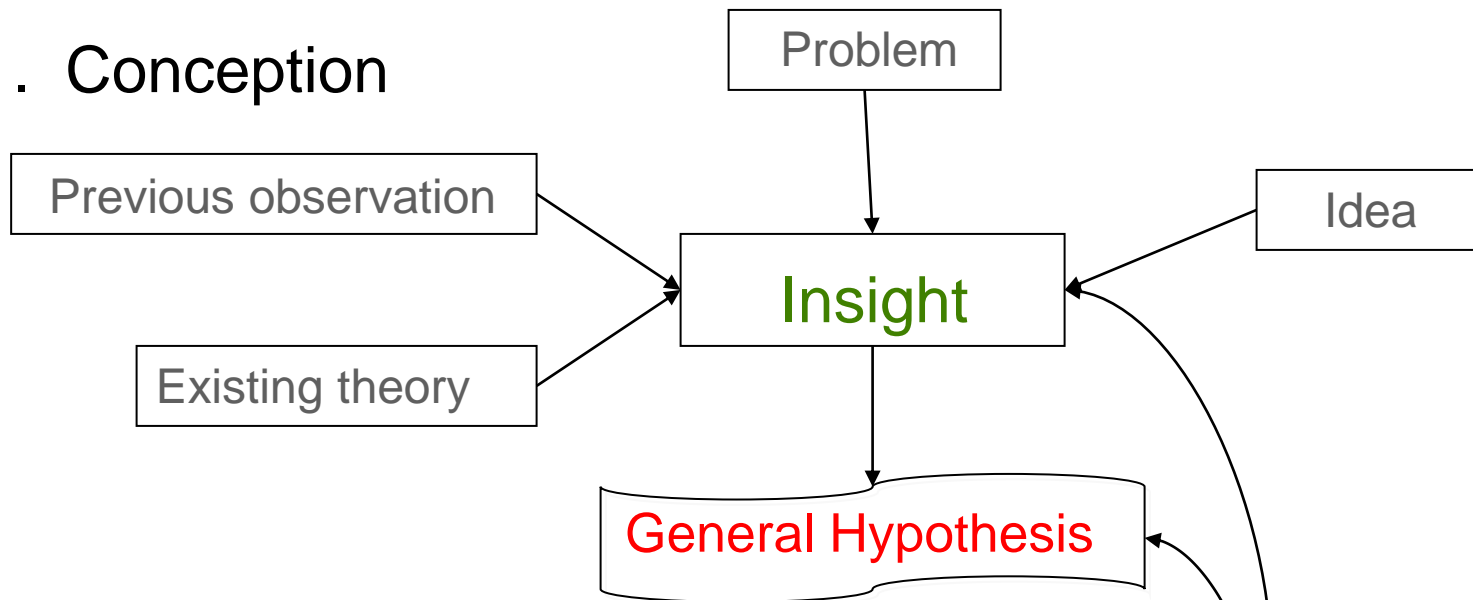 . Conception
Problem
Previous observation
Idea
Insight
Existing theory
General Hypothesis